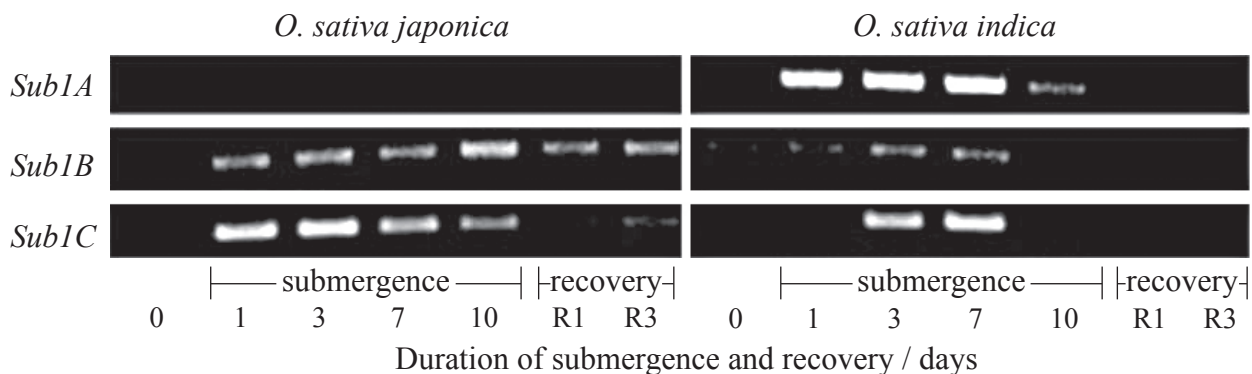 O. sativa japonica O. sativa indica
Sub1A
Sub1B
Sub1C
submergence recovery submergence recovery
0 1 3 7 10 R1 R3 0 1 3 7 10 R1 R3
Duration of submergence and recovery / days